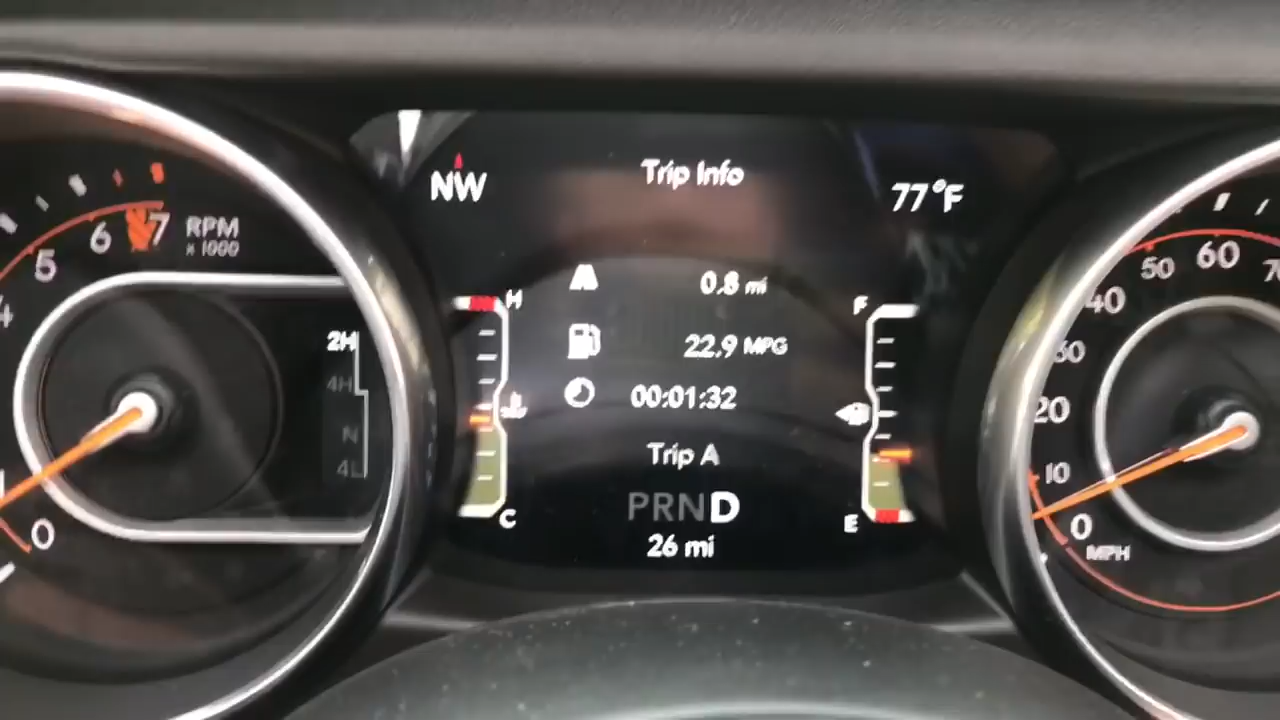 NW
Trip Info
77°F
4
5
6
7
RPM
x 1000
0
2H
4H
N
4L
H
C
0.8 mi
22.9 MPG
00:01:32
Trip A
PRND
26 mi
F
E
0
10
20
30
40
50
60
MPH